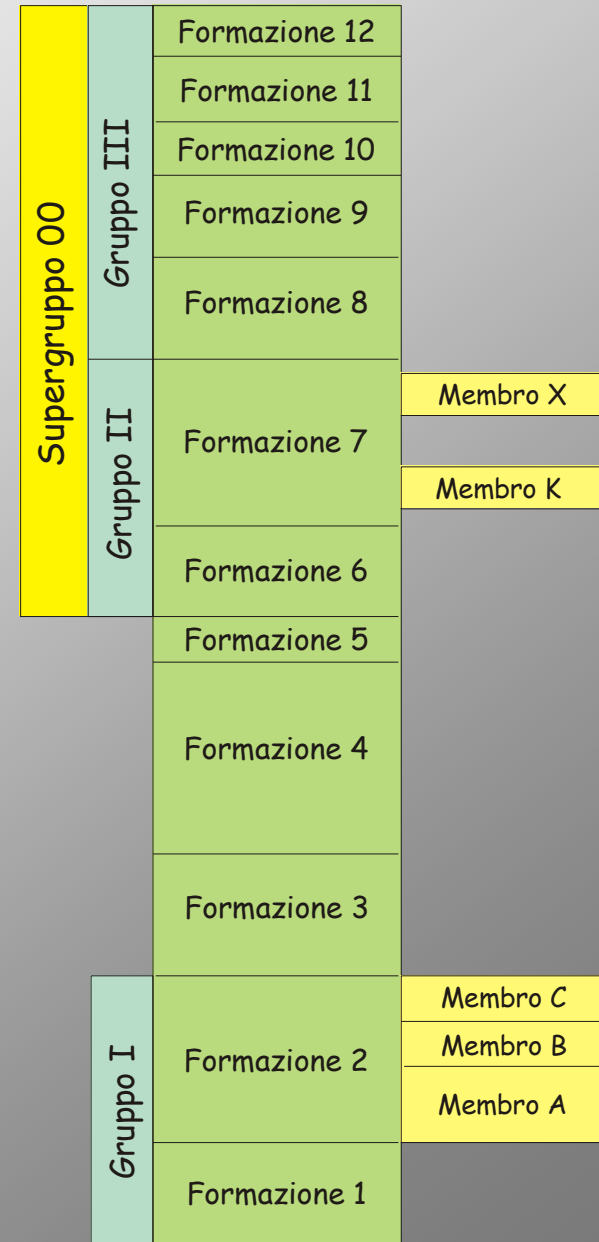 Supergruppo 00
Gruppo III
Gruppo II
Gruppo I
Formazione 12
Formazione 11
Formazione 10
Formazione 9
Formazione 8
Formazione 7
Formazione 6
Formazione 5
Formazione 4
Formazione 3
Formazione 2
Formazione 1
Membro X
Membro K
Membro C
Membro B
Membro A